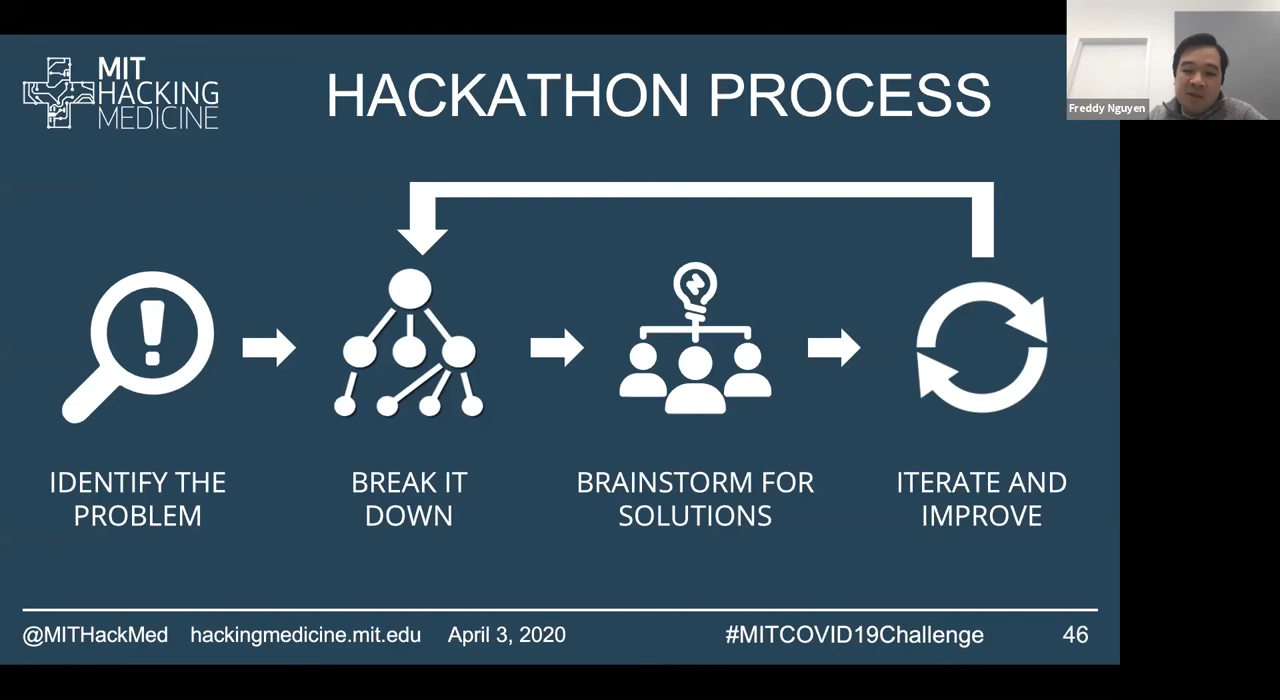 MIT
HACKING
MEDICINE
HACKATHON PROCESS
Freddy Nguyen
IDENTIFY THE
PROBLEM
BREAK IT
DOWN
BRAINSTORM FOR
SOLUTIONS
ITERATE AND
IMPROVE
@MITHackMed hackingmedicine.mit.edu April 3, 2020 #MITCOVID19Challenge 46